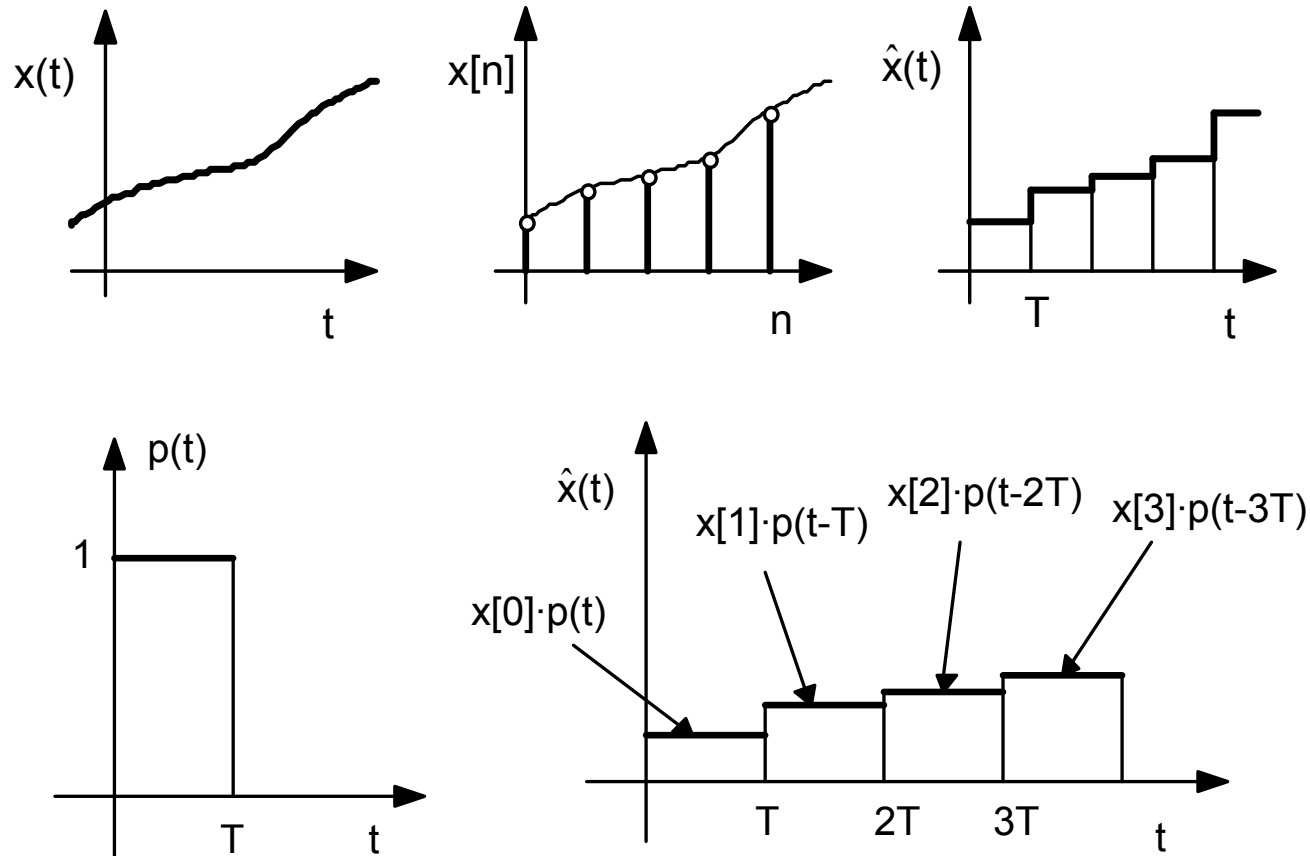 x(t)
t
x[n]
n
x̂(t)
T
t
p(t)
1
T
t
x̂(t)
x[0]·p(t)
x[1]·p(t-T)
x[2]·p(t-2T)
x[3]·p(t-3T)
T
2T
3T
t